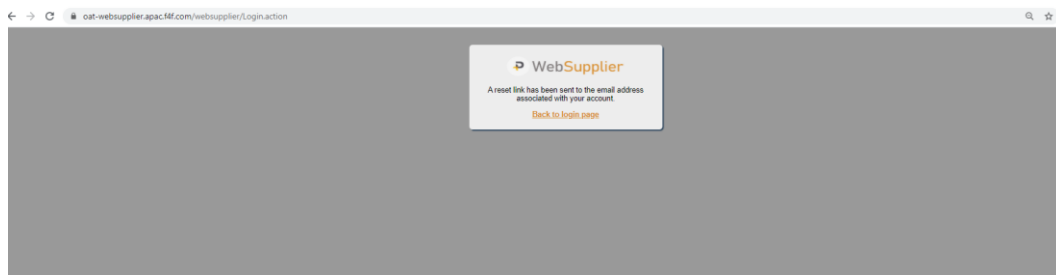 oat-websupplier.apac.f4f.com/websupplier/Login.action
WebSupplier
A reset link has been sent to the email address
associated with your account.
Back to login page